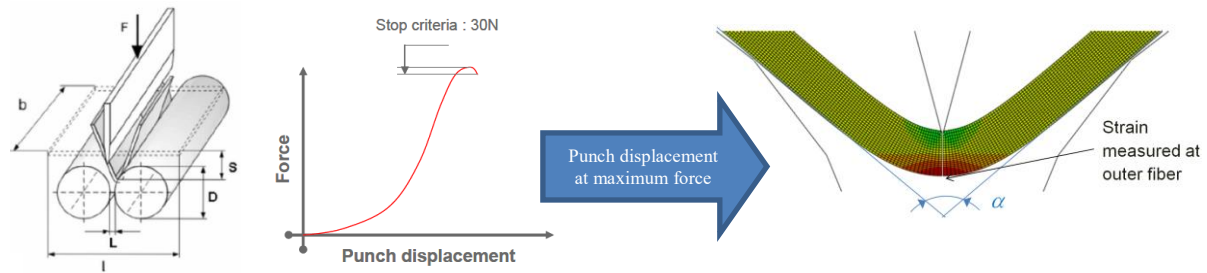 F
b
S
D
L
l
Stop criteria : 30N
Force
Punch displacement
Punch displacement
at maximum force
Strain
measured at
outer fiber
α